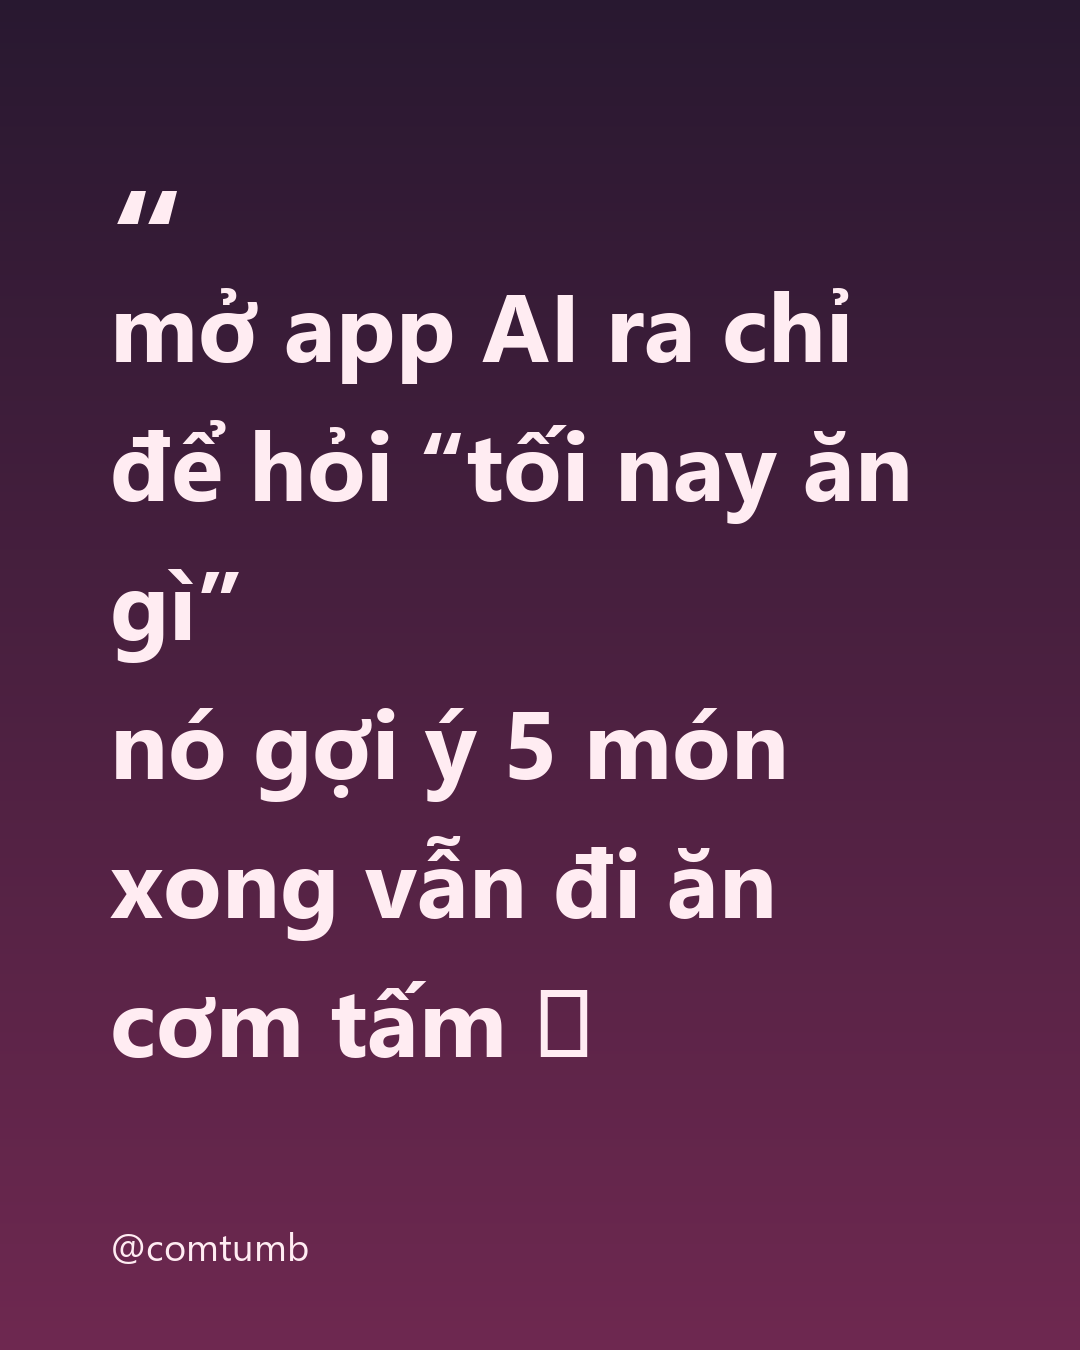 “
mở app AI ra chỉ
để hỏi “tối nay ăn
gì”
nó gợi ý 5 món
xong vẫn đi ăn
cơm tấm
@comtumb